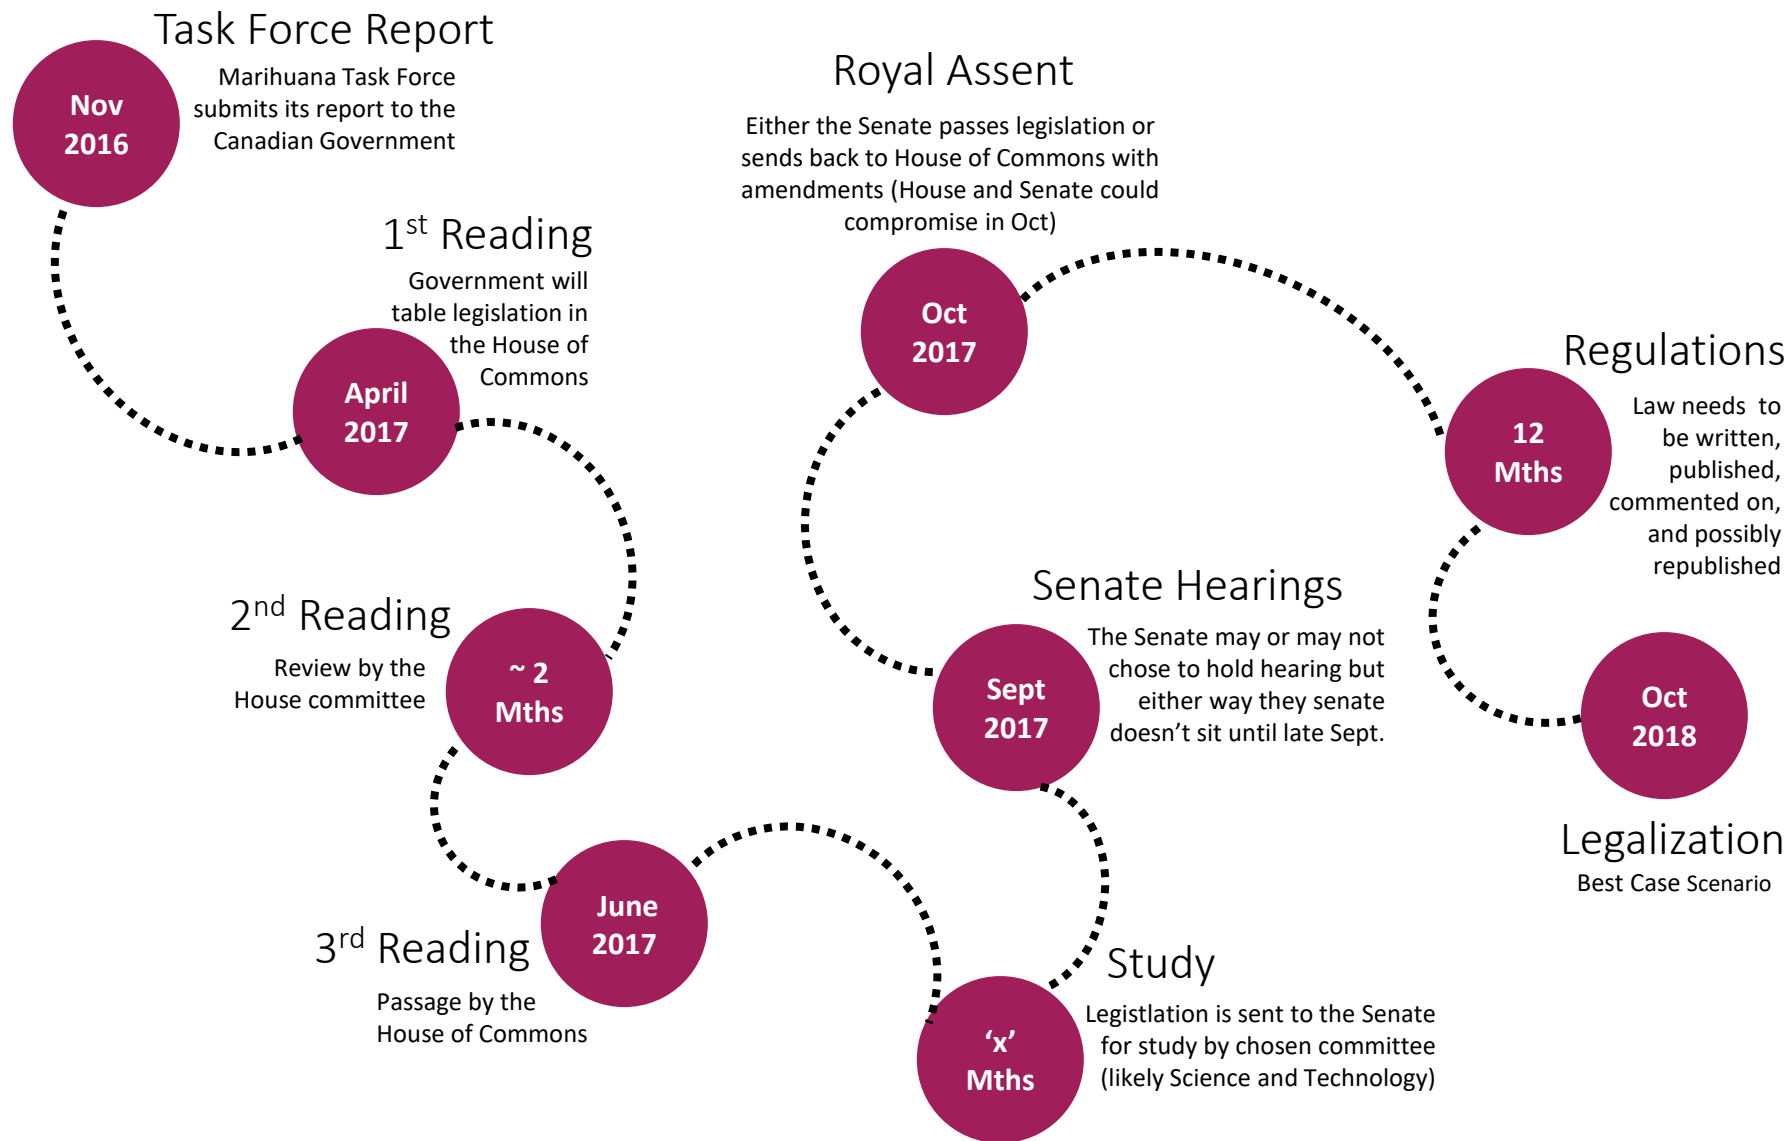 Task Force Report
Nov
2016
Marihuana Task Force
submits its report to the
Canadian Government
1st Reading
April
2017
Government will
table legislation in
the House of
Commons
2nd Reading
~ 2
Mths
Review by the
House committee
3rd Reading
June
2017
Passage by the
House of Commons
Study
‘x’
Mths
Legistlation is sent to the Senate
for study by chosen committee
(likely Science and Technology)
Senate Hearings
Sept
2017
The Senate may or may not
chose to hold hearing but
either way they senate
doesn’t sit until late Sept.
Royal Assent
Either the Senate passes legislation or
sends back to House of Commons with
amendments (House and Senate could
compromise in Oct)
Oct
2017
Regulations
12
Mths
Law needs to
be written,
published,
commented on,
and possibly
republished
Oct
2018
Legalization
Best Case Scenario